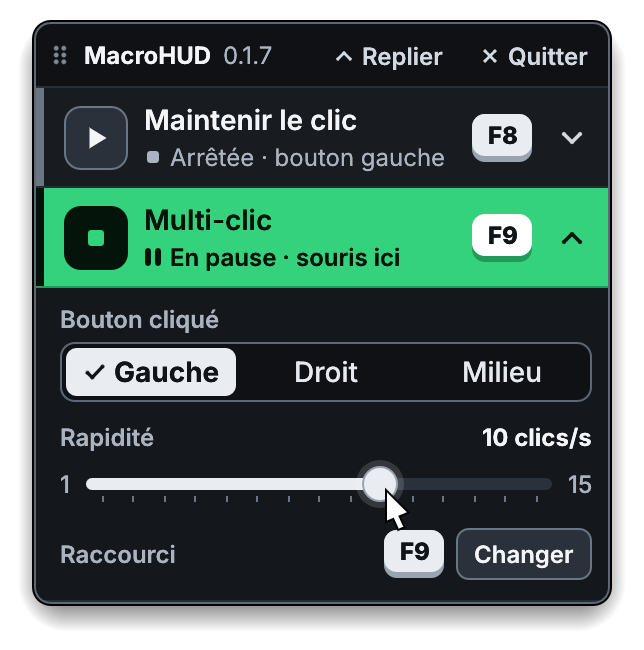 MacroHUD 0.1.7 Replier Quitter
Maintenir le clic
Arrêtée · bouton gauche
F8
Multi-clic
En pause · souris ici
F9
Bouton cliqué
Gauche Droit Milieu
Rapidité 10 clics/s
1 15
Raccourci F9 Changer